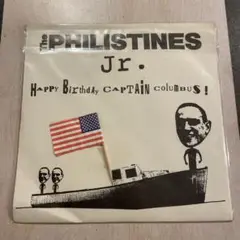 The PHILISTINES
Jr.
HAPPY BirthdAY CAPTAIN columbus!